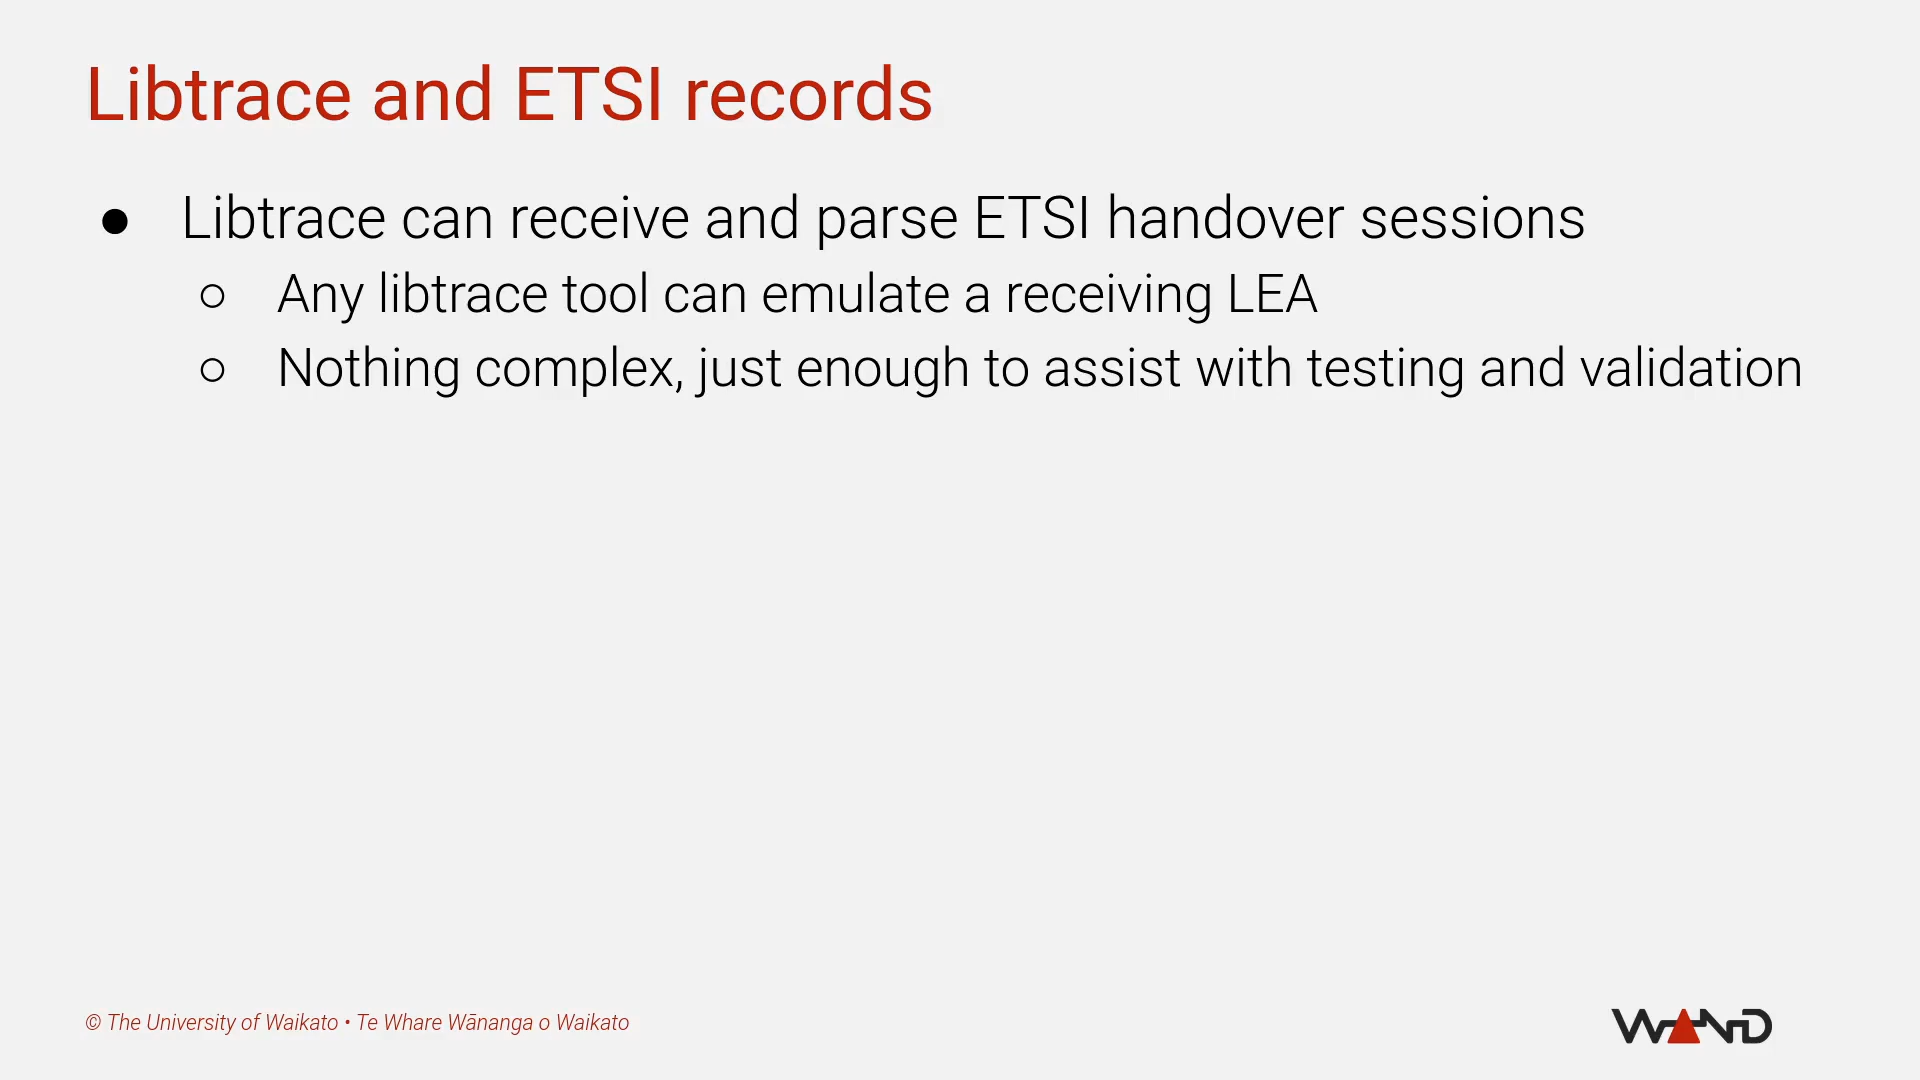 Libtrace and ETSI records
● Libtrace can receive and parse ETSI handover sessions
○ Any libtrace tool can emulate a receiving LEA
○ Nothing complex, just enough to assist with testing and validation
© The University of Waikato • Te Whare Wānanga o Waikato
WAND